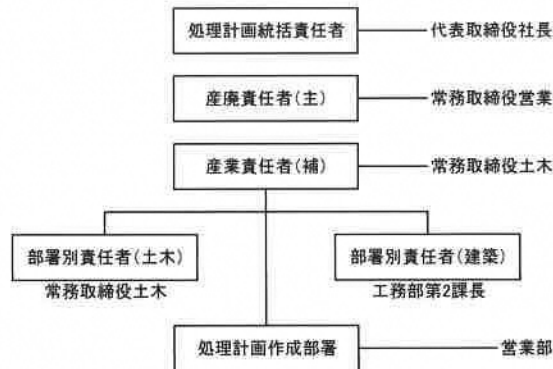 処理計画統括責任者 代表取締役社長
産廃責任者(主) 常務取締役営業
産業責任者(補) 常務取締役土木
部署別責任者(土木) 部署別責任者(建築)
常務取締役土木 工務部第2課長
処理計画作成部署 営業部